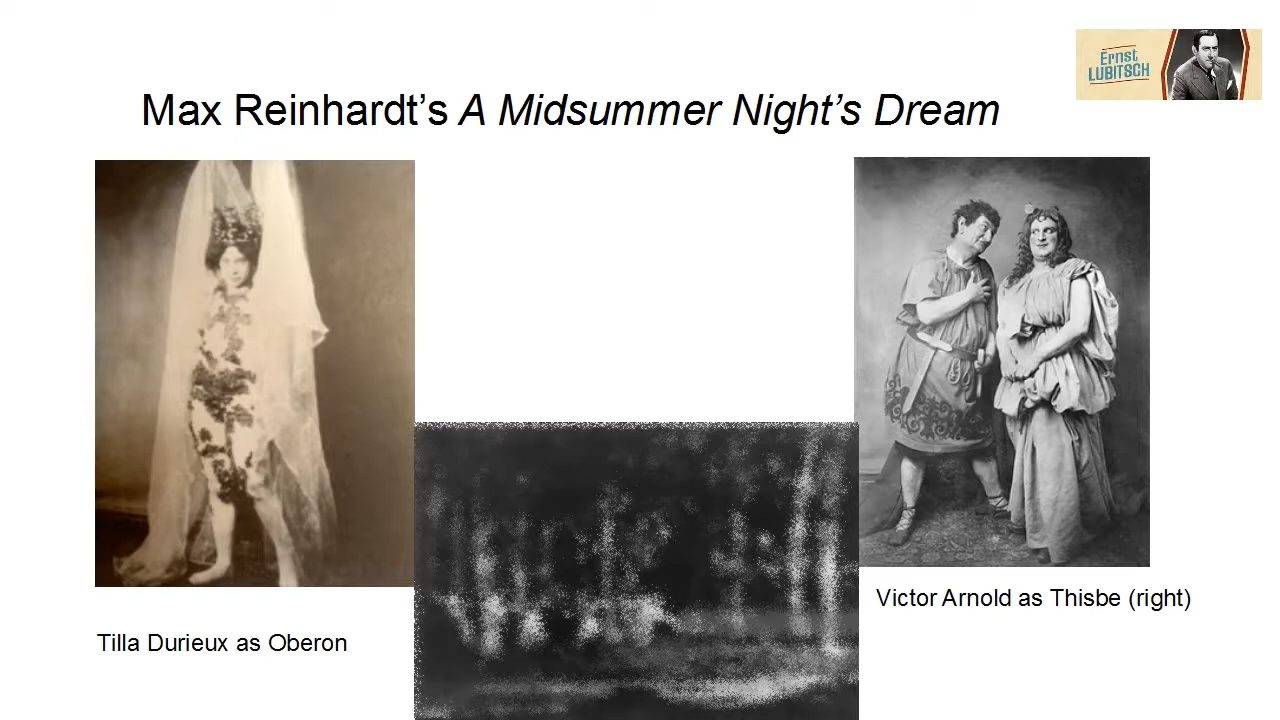 Ernst
LUBITSCH
Max Reinhardt’s A Midsummer Night’s Dream
Victor Arnold as Thisbe (right)
Tilla Durieux as Oberon